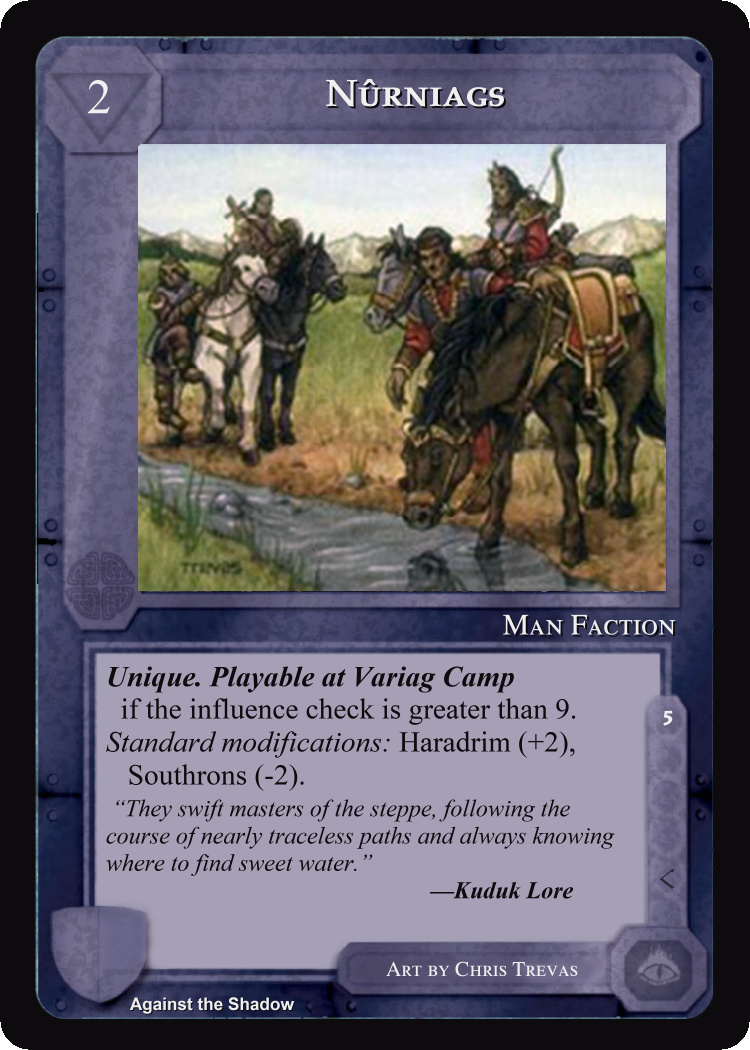 2
Nûrniags
TREVAS
Man Faction
Unique. Playable at Variag Camp
if the influence check is greater than 9.
5
Standard modifications: Haradrim (+2),
Southrons (-2).
“They swift masters of the steppe, following the
course of nearly traceless paths and always knowing
where to find sweet water.”
—Kuduk Lore
Art by Chris Trevas
Against the Shadow